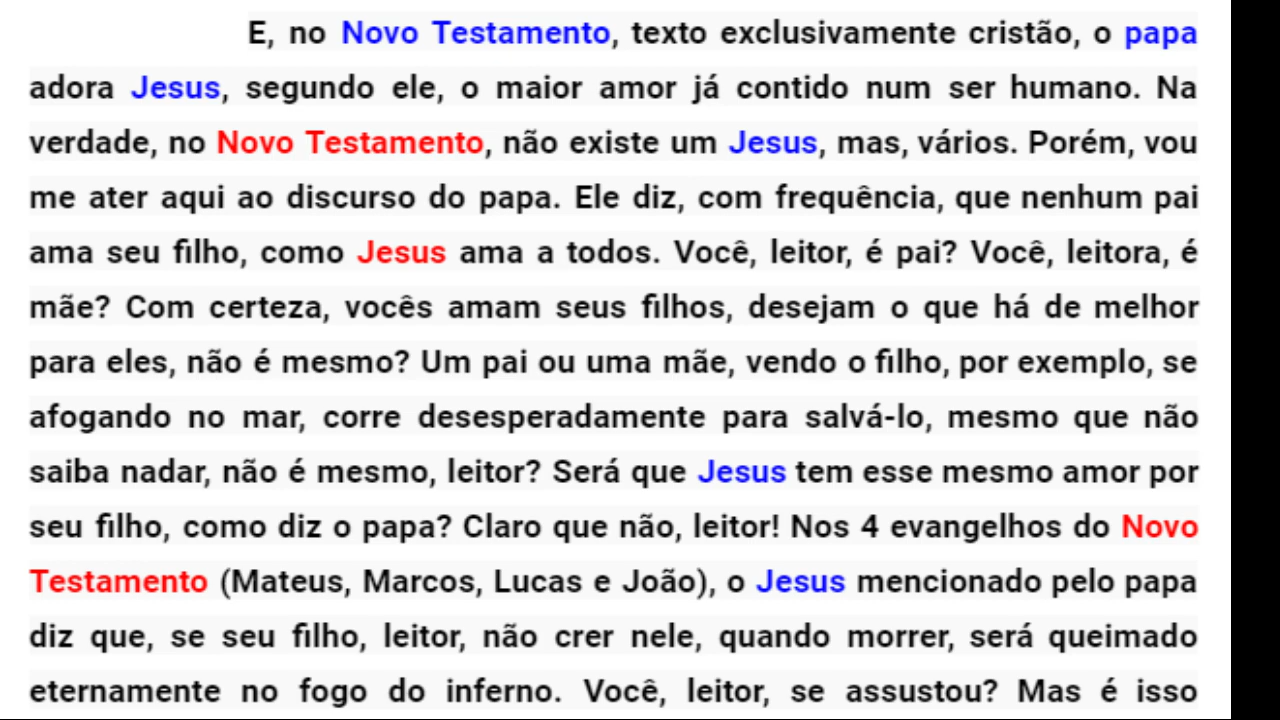 E, no Novo Testamento, texto exclusivamente cristão, o papa
adora Jesus, segundo ele, o maior amor já contido num ser humano. Na
verdade, no Novo Testamento, não existe um Jesus, mas, vários. Porém, vou
me ater aqui ao discurso do papa. Ele diz, com frequência, que nenhum pai
ama seu filho, como Jesus ama a todos. Você, leitor, é pai? Você, leitora, é
mãe? Com certeza, vocês amam seus filhos, desejam o que há de melhor
para eles, não é mesmo? Um pai ou uma mãe, vendo o filho, por exemplo, se
afogando no mar, corre desesperadamente para salvá-lo, mesmo que não
saiba nadar, não é mesmo, leitor? Será que Jesus tem esse mesmo amor por
seu filho, como diz o papa? Claro que não, leitor! Nos 4 evangelhos do Novo
Testamento (Mateus, Marcos, Lucas e João), o Jesus mencionado pelo papa
diz que, se seu filho, leitor, não crer nele, quando morrer, será queimado
eternamente no fogo do inferno. Você, leitor, se assustou? Mas é isso